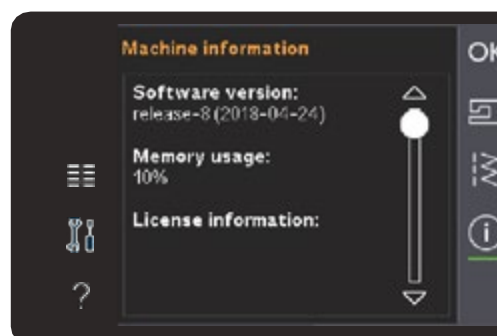 Machine information
OK
Software version:
release-8 (2018-04-24)
Memory usage:
10%
License information:
?